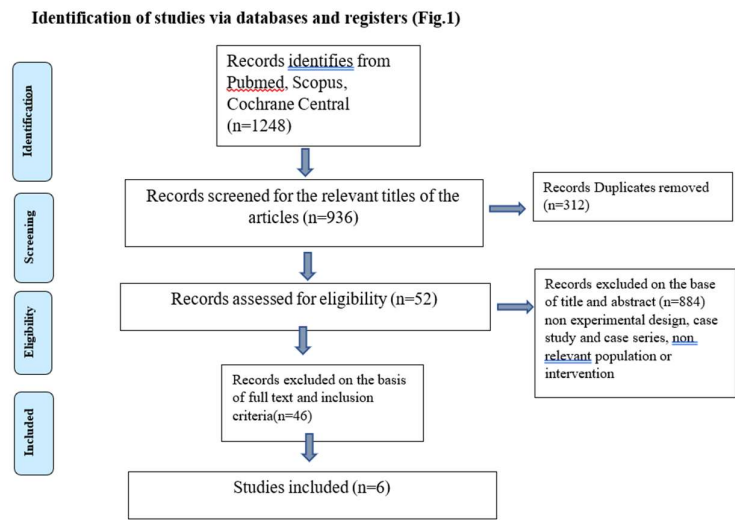 Identification of studies via databases and registers (Fig.1)
Identification
Records identifies from
Pubmed, Scopus,
Cochrane Central
(n=1248)
Screening
Records screened for the relevant titles of the
articles (n=936)
Records Duplicates removed
(n=312)
Eligibility
Records assessed for eligibility (n=52)
Records excluded on the base
of title and abstract (n=884)
non experimental design, case
study and case series, non
relevant population or
intervention
Records excluded on the basis
of full text and inclusion
criteria(n=46)
Included
Studies included (n=6)